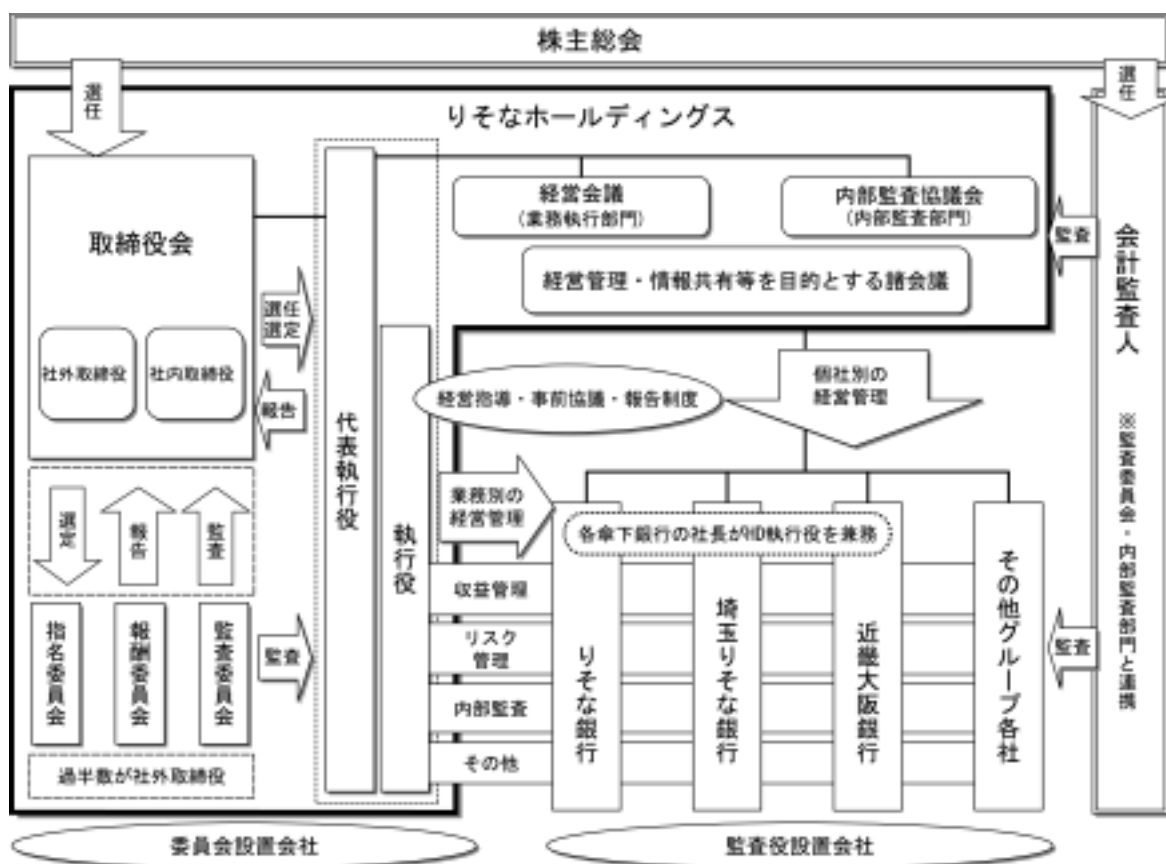 株主総会
選任
選任
りそなホールディングス
取締役会
社外取締役
社内取締役
選任
選定
報告
選定
報告
監査
指名委員会
報酬委員会
監査委員会
監査
過半数が社外取締役
代表執行役
執行役
経営会議
(業務執行部門)
内部監査協議会
(内部監査部門)
経営管理・情報共有等を目的とする諸会議
監査
会計監査人
※監査委員会・内部監査部門と連携
経営指導・事前協議・報告制度
個社別の
経営管理
業務別の
経営管理
各傘下銀行の社長がHD執行役を兼務
収益管理
リスク
管理
内部監査
その他
りそな銀行
埼玉りそな銀行
近畿大阪銀行
その他グループ各社
監査
委員会設置会社
監査役設置会社